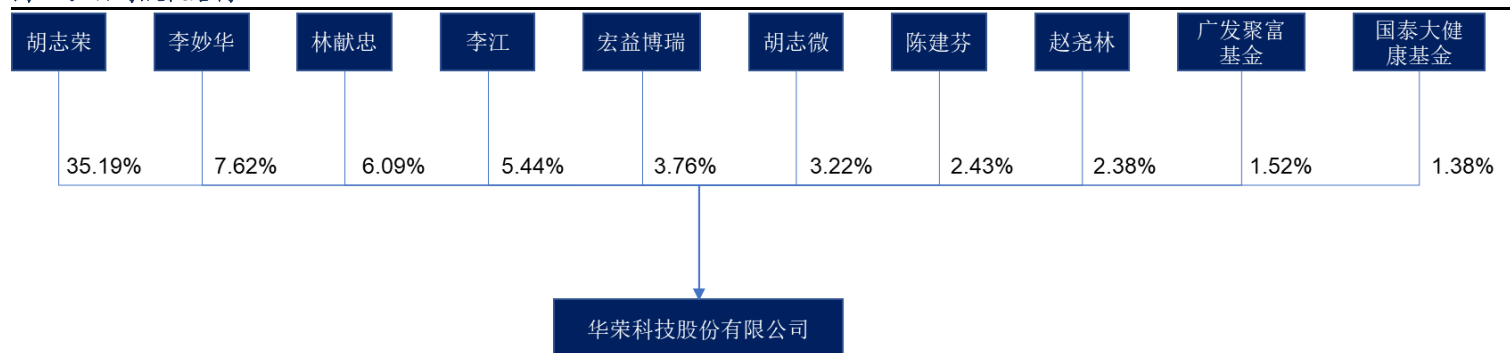 胡志荣
李妙华
林献忠
李江
宏益博瑞
胡志微
陈建芬
赵尧林
广发聚富
基金
国泰大健
康基金
35.19%
7.62%
6.09%
5.44%
3.76%
3.22%
2.43%
2.38%
1.52%
1.38%
华荣科技股份有限公司